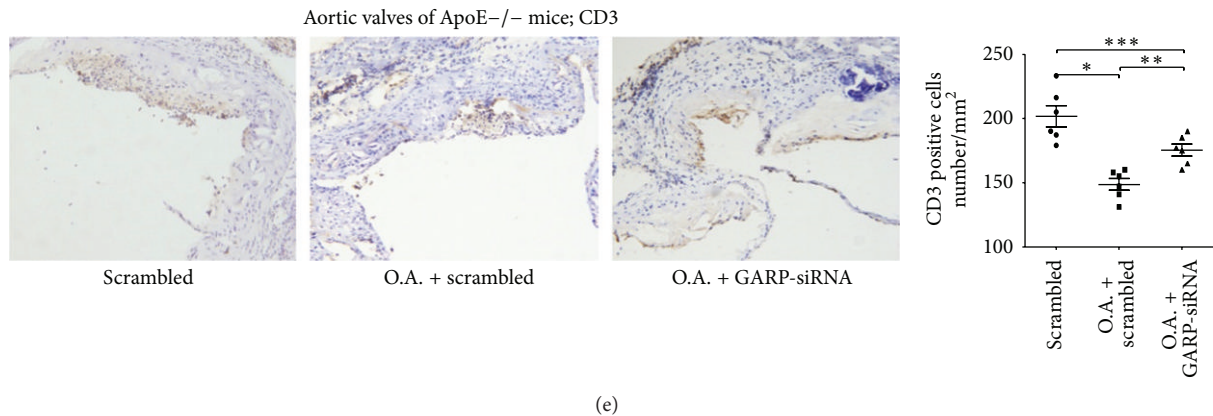 Aortic valves of ApoE−/− mice; CD3
Scrambled
O.A. + scrambled
O.A. + GARP-siRNA
CD3 positive cells
number/mm²
250
200
150
100
***
*
**
Scrambled
O.A. +
scrambled
O.A. +
GARP-siRNA
(e)